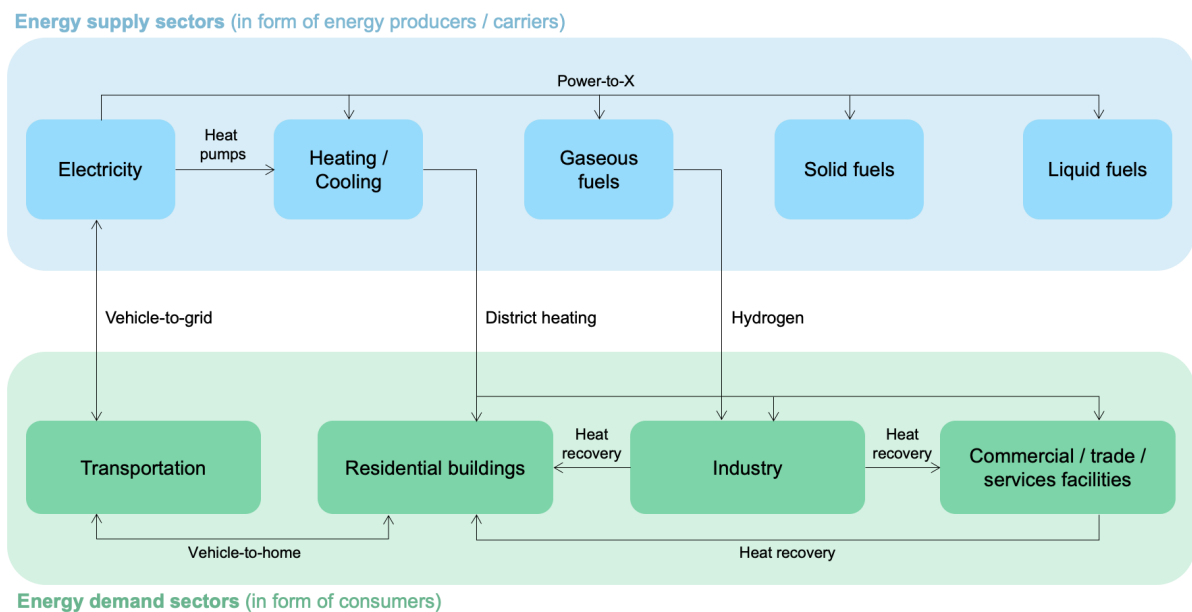 Energy supply sectors (in form of energy producers / carriers)
Power-to-X
Electricity
Heat
pumps
Heating /
Cooling
Gaseous
fuels
Solid fuels
Liquid fuels
Vehicle-to-grid
District heating
Hydrogen
Transportation
Residential buildings
Heat
recovery
Industry
Heat
recovery
Commercial / trade /
services facilities
Vehicle-to-home
Heat recovery
Energy demand sectors (in form of consumers)